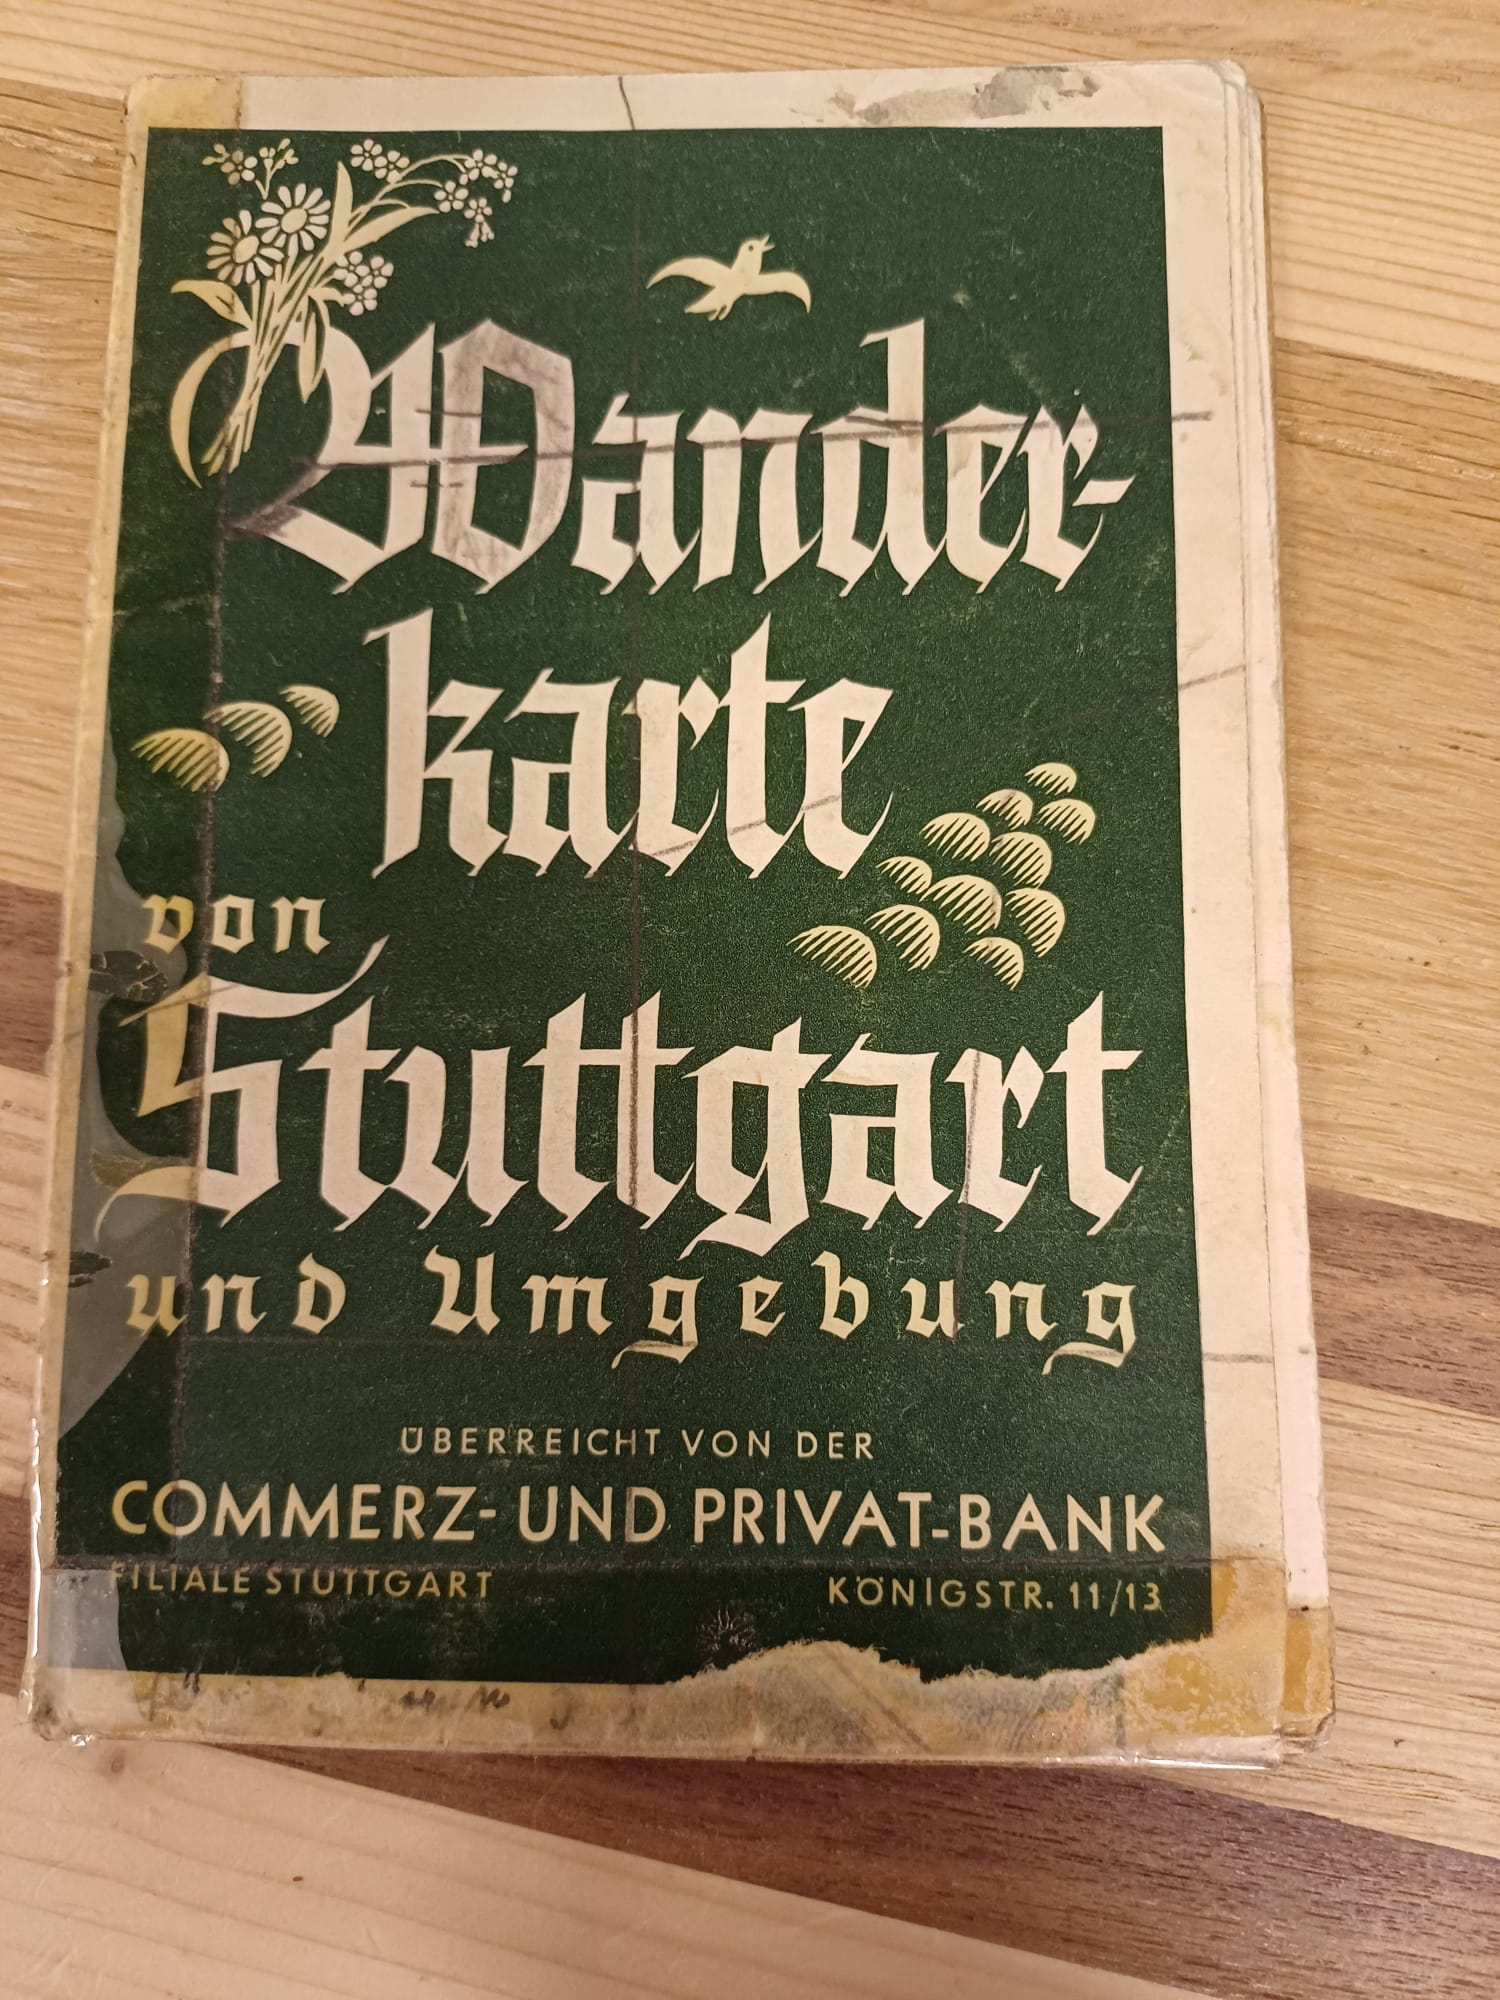 Wander-
karte
von
Stuttgart
und Umgebung
ÜBERREICHT VON DER
COMMERZ- UND PRIVAT-BANK
FILIALE STUTTGART KÖNIGSTR. 11/13